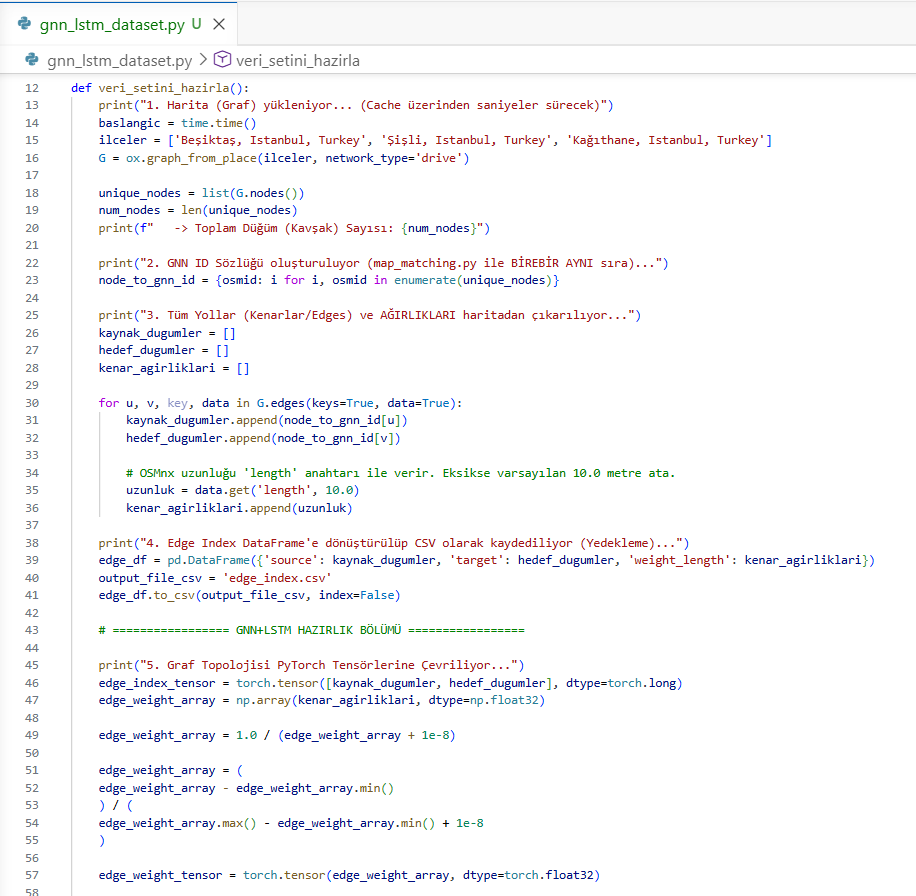 gnn_lstm_dataset.py U
gnn_lstm_dataset.py > veri_setini_hazirla
12 def veri_setini_hazirla():
13     print("1. Harita (Graf) yükleniyor... (Cache üzerinden saniyeler sürecek)")
14     baslangic = time.time()
15     ilceler = ['Beşiktaş, Istanbul, Turkey', 'Şişli, Istanbul, Turkey', 'Kağıthane, Istanbul, Turkey']
16     G = ox.graph_from_place(ilceler, network_type='drive')
17
18     unique_nodes = list(G.nodes())
19     num_nodes = len(unique_nodes)
20     print(f"   -> Toplam Düğüm (Kavşak) Sayısı: {num_nodes}")
21
22     print("2. GNN ID Sözlüğü oluşturuluyor (map_matching.py ile BİREBİR AYNI sıra)...")
23     node_to_gnn_id = {osmid: i for i, osmid in enumerate(unique_nodes)}
24
25     print("3. Tüm Yollar (Kenarlar/Edges) ve AĞIRLIKLARI haritadan çıkarılıyor...")
26     kaynak_dugumler = []
27     hedef_dugumler = []
28     kenar_agirliklari = []
29
30     for u, v, key, data in G.edges(keys=True, data=True):
31         kaynak_dugumler.append(node_to_gnn_id[u])
32         hedef_dugumler.append(node_to_gnn_id[v])
33
34         # OSMnx uzunluğu 'length' anahtarı ile verir. Eksikse varsayılan 10.0 metre ata.
35         uzunluk = data.get('length', 10.0)
36         kenar_agirliklari.append(uzunluk)
37
38     print("4. Edge Index DataFrame'e dönüştürülüp CSV olarak kaydediliyor (Yedekleme)...")
39     edge_df = pd.DataFrame({'source': kaynak_dugumler, 'target': hedef_dugumler, 'weight_length': kenar_agirliklari})
40     output_file_csv = 'edge_index.csv'
41     edge_df.to_csv(output_file_csv, index=False)
42
43     # ================= GNN+LSTM HAZIRLIK BÖLÜMÜ =================
44
45     print("5. Graf Topolojisi PyTorch Tensörlerine Çevriliyor...")
46     edge_index_tensor = torch.tensor([kaynak_dugumler, hedef_dugumler], dtype=torch.long)
47     edge_weight_array = np.array(kenar_agirliklari, dtype=np.float32)
48
49     edge_weight_array = 1.0 / (edge_weight_array + 1e-8)
50
51     edge_weight_array = (
52     edge_weight_array - edge_weight_array.min()
53     ) / (
54     edge_weight_array.max() - edge_weight_array.min() + 1e-8
55     )
56
57     edge_weight_tensor = torch.tensor(edge_weight_array, dtype=torch.float32)
58